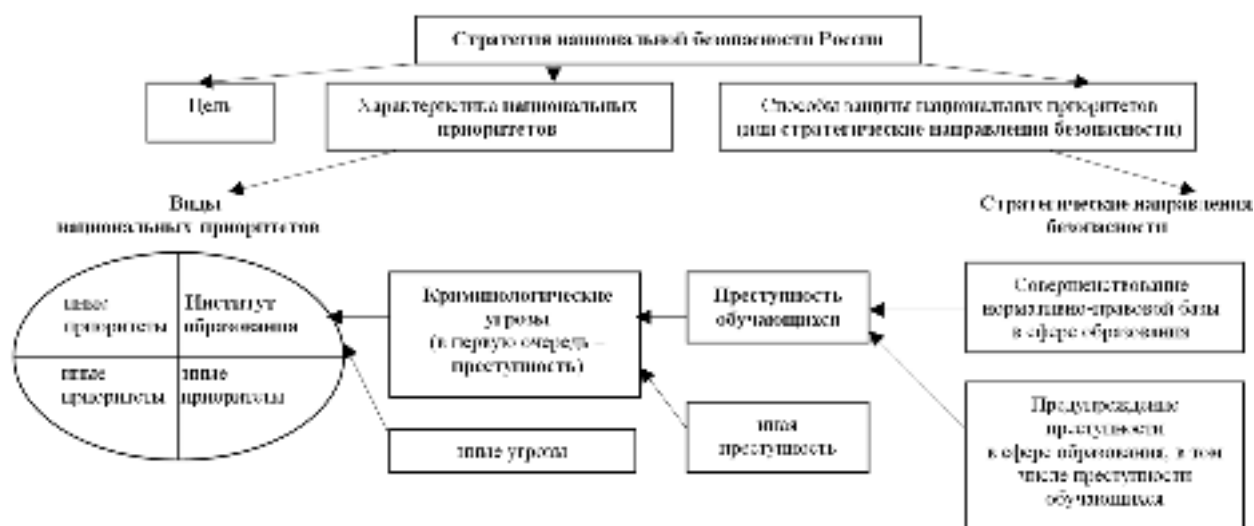 Стратегия национальной безопасности России
Цель
Характеристика национальных
приоритетов
Способы защиты национальных приоритетов
(или стратегические направления безопасности)
Виды
национальных приоритетов
Стратегические направления
безопасности
иные
приоритеты
Институт
образования
иные
приоритеты
иные
приоритеты
Криминологические
угрозы
(в первую очередь –
преступность)
иные угрозы
Преступность
обучающихся
иная
преступность
Совершенствование
нормативно-правовой базы
в сфере образования
Предупреждение
преступности
в сфере образования, в том
числе преступности
обучающихся